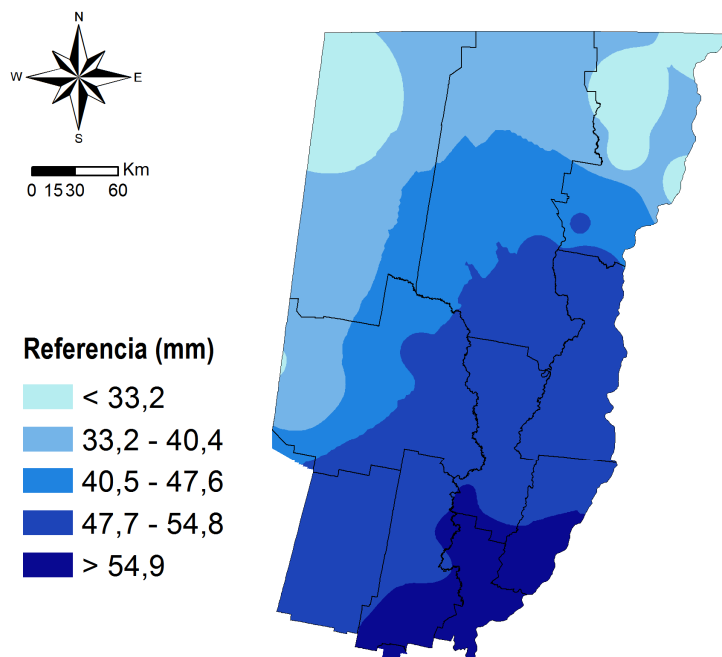 N
W E
S
Km
0 15 30 60
Referencia (mm)
< 33,2
33,2 - 40,4
40,5 - 47,6
47,7 - 54,8
> 54,9